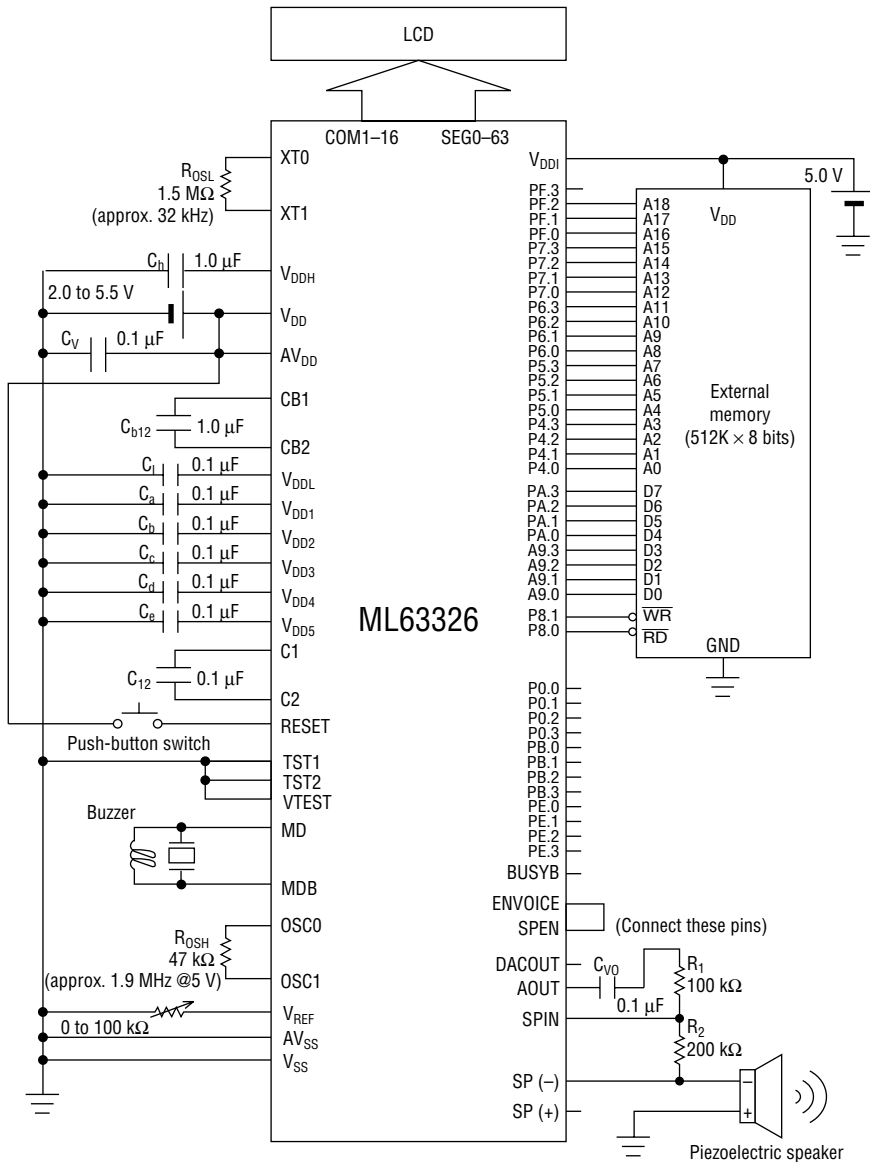 LCD
COM1–16 SEG0–63
XT0
R_OSL
1.5 MΩ
(approx. 32 kHz)
XT1
C_h 1.0 µF
V_DDH
2.0 to 5.5 V
V_DD
C_V 0.1 µF
AV_DD
CB1
C_b12 1.0 µF
CB2
C_l 0.1 µF
V_DDL
C_a 0.1 µF
V_DD1
C_b 0.1 µF
V_DD2
C_c 0.1 µF
V_DD3
C_d 0.1 µF
V_DD4
C_e 0.1 µF
V_DD5
C1
C_12 0.1 µF
C2
RESET
Push-button switch
TST1
TST2
VTEST
Buzzer
MD
MDB
OSC0
R_OSH
47 kΩ
(approx. 1.9 MHz @5 V)
OSC1
V_REF
0 to 100 kΩ
AV_SS
V_SS
ML63326
V_DDI
5.0 V
V_DD
PF.3
PF.2 A18
PF.1 A17
PF.0 A16
P7.3 A15
P7.2 A14
P7.1 A13
P7.0 A12
P6.3 A11
P6.2 A10
P6.1 A9
P6.0 A8
P5.3 A7
P5.2 A6
P5.1 A5
P5.0 A4
P4.3 A3
P4.2 A2
P4.1 A1
P4.0 A0
External
memory
(512K × 8 bits)
PA.3 D7
PA.2 D6
PA.1 D5
PA.0 D4
A9.3 D3
A9.2 D2
A9.1 D1
A9.0 D0
P8.1 WR
P8.0 RD
GND
P0.0
P0.1
P0.2
P0.3
PB.0
PB.1
PB.2
PB.3
PE.0
PE.1
PE.2
PE.3
BUSYB
ENVOICE
SPEN (Connect these pins)
DACOUT
AOUT
C_VO
0.1 µF
R_1
100 kΩ
SPIN
R_2
200 kΩ
SP (–) –
SP (+) +
Piezoelectric speaker